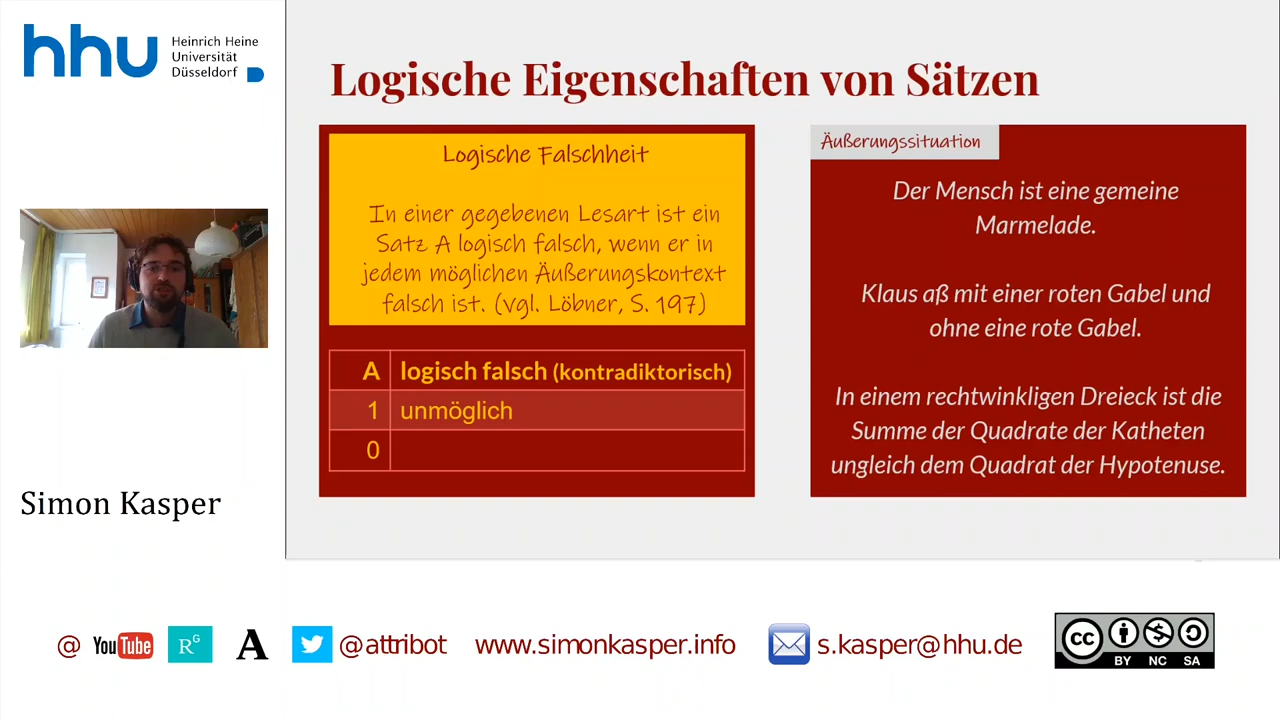 hhu Heinrich Heine
Universität
Düsseldorf
Logische Eigenschaften von Sätzen
Logische Falschheit
In einer gegebenen Lesart ist ein
Satz A logisch falsch, wenn er in
jedem möglichen Äußerungskontext
falsch ist. (vgl. Löbner, S. 197)
A logisch falsch (kontradiktorisch)
1 unmöglich
0
Äußerungssituation
Der Mensch ist eine gemeine
Marmelade.
Klaus aß mit einer roten Gabel und
ohne eine rote Gabel.
In einem rechtwinkligen Dreieck ist die
Summe der Quadrate der Katheten
ungleich dem Quadrat der Hypotenuse.
Simon Kasper
@ YouTube RG A @attribot www.simonkasper.info s.kasper@hhu.de
cc BY NC SA